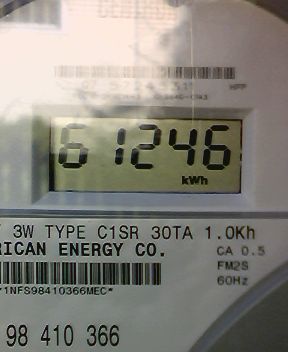 61246
kWh
3W TYPE C1SR 30TA 1.0Kh
RICAN ENERGY CO.
CA 0.5
FM2S
60Hz
1NFS98410366MEC*
98 410 366